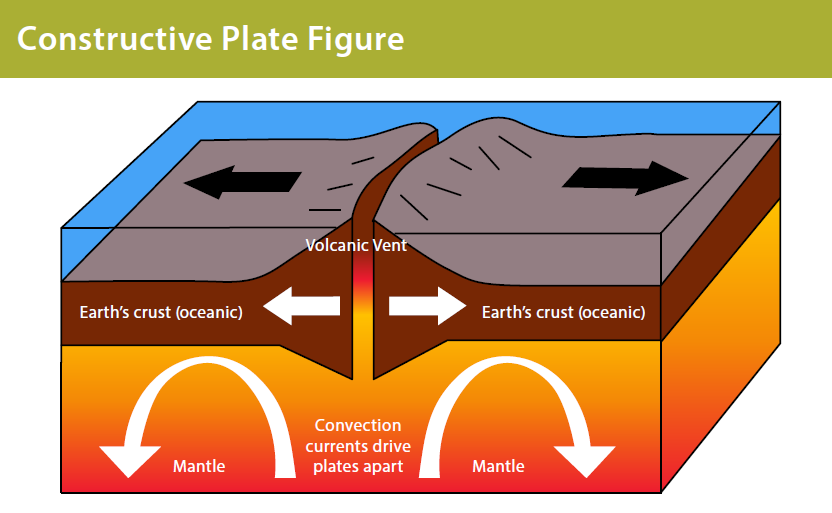 Constructive Plate Figure
Volcanic Vent
Earth's crust (oceanic)
Earth's crust (oceanic)
Convection
currents drive
plates apart
Mantle
Mantle